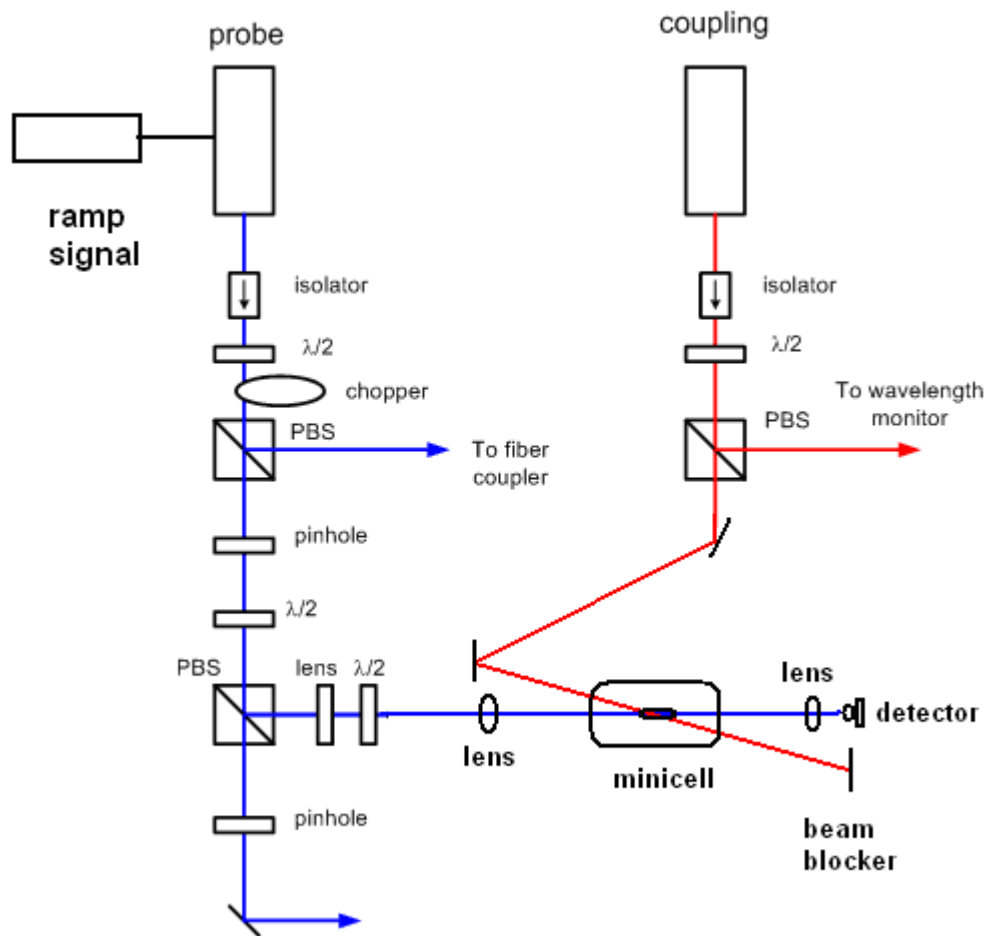 probe
coupling
ramp
signal
isolator
isolator
λ/2
λ/2
chopper
PBS
To fiber
coupler
To wavelength
monitor
PBS
pinhole
λ/2
PBS
lens
λ/2
lens
detector
lens
minicell
pinhole
beam
blocker